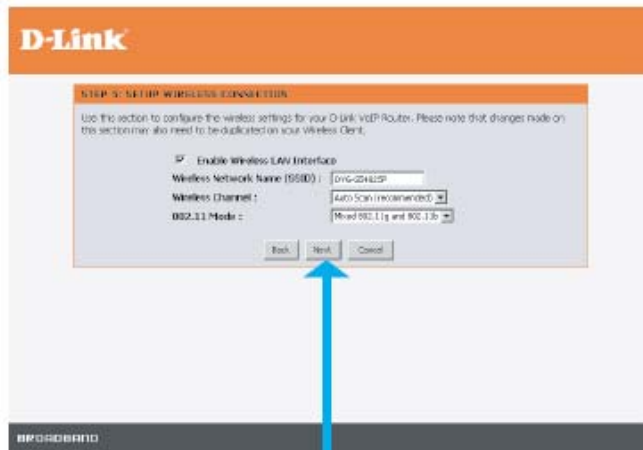 D-Link
STEP 5: SETUP WIRELESS CONNECTION
Use this section to configure the wireless settings for your D-Link VoIP Router. Please note that changes made on
this section may also need to be duplicated on your Wireless Client.
Enable Wireless LAN Interface
Wireless Network Name (SSID) :
Wireless Channel : Auto Scan (recommended)
802.11 Mode : Mixed 802.11g and 802.11b
Back Next Cancel
BROADBAND